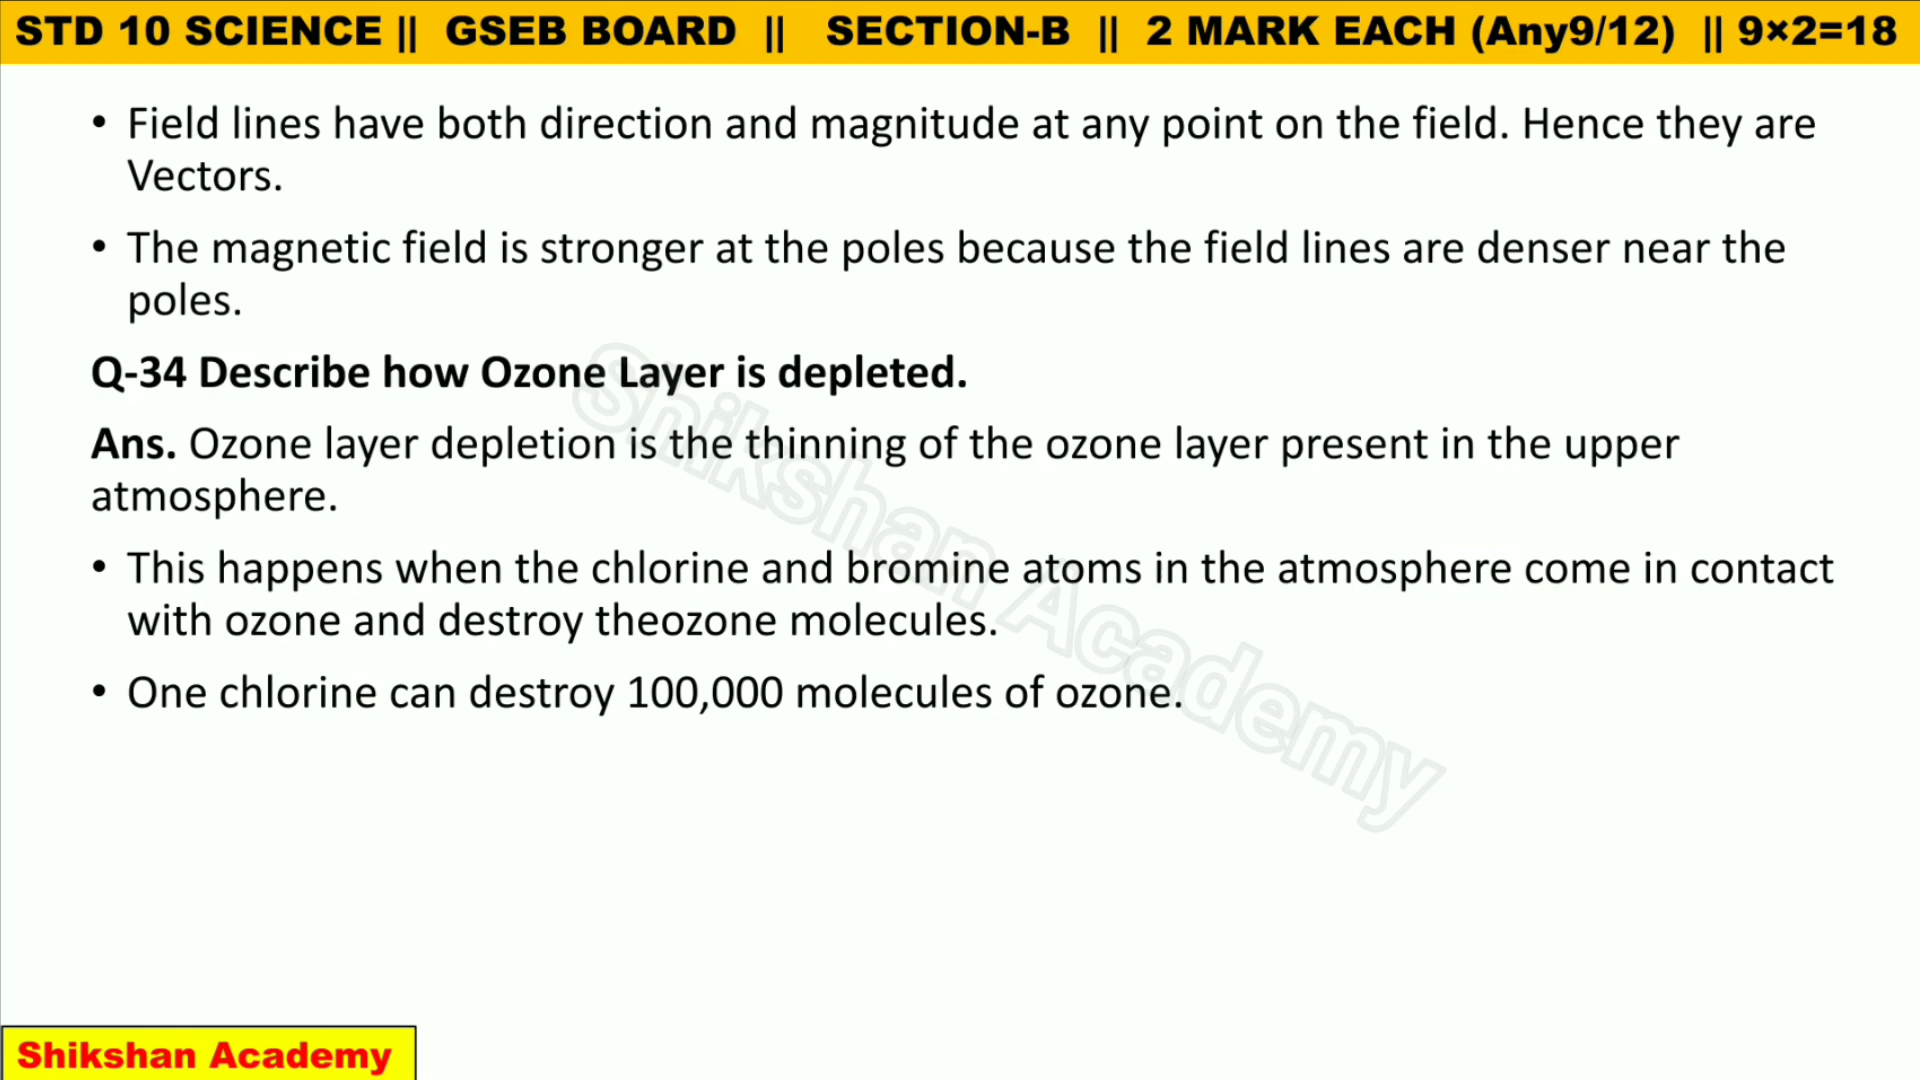 STD 10 SCIENCE || GSEB BOARD || SECTION-B || 2 MARK EACH (Any9/12) || 9×2=18
• Field lines have both direction and magnitude at any point on the field. Hence they are
Vectors.
• The magnetic field is stronger at the poles because the field lines are denser near the
poles.
Q-34 Describe how Ozone Layer is depleted.
Ans. Ozone layer depletion is the thinning of the ozone layer present in the upper
atmosphere.
• This happens when the chlorine and bromine atoms in the atmosphere come in contact
with ozone and destroy theozone molecules.
• One chlorine can destroy 100,000 molecules of ozone.
Shikshan Academy
Shikshan Academy